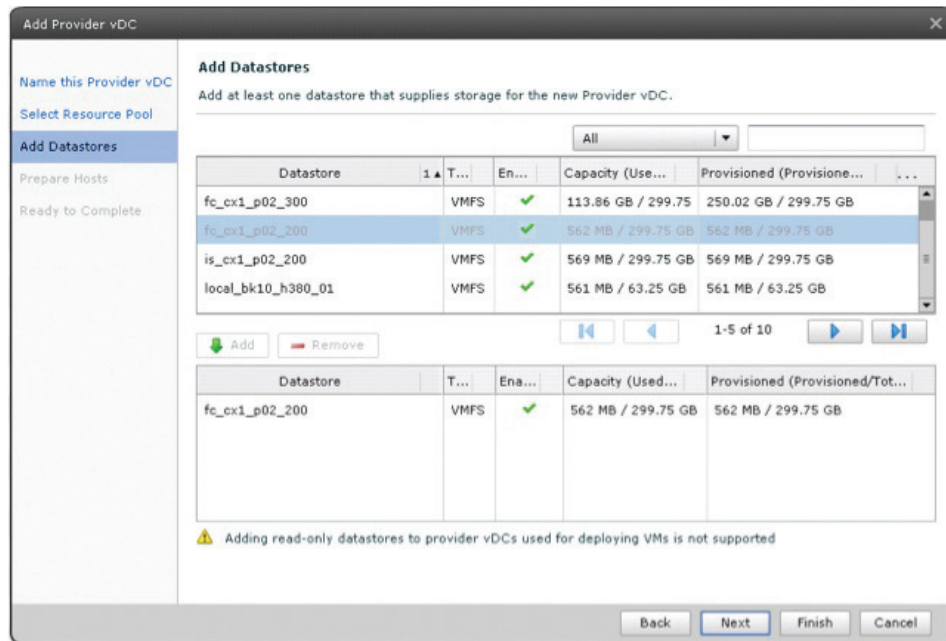 Add Provider vDC
Name this Provider vDC
Select Resource Pool
Add Datastores
Prepare Hosts
Ready to Complete
Add Datastores
Add at least one datastore that supplies storage for the new Provider vDC.
All
Datastore 1 T... En... Capacity (Use... Provisioned (Provisione... ...
fc_cx1_p02_300 VMFS 113.86 GB / 299.75 250.02 GB / 299.75 GB
fc_cx1_p02_200 VMFS 562 MB / 299.75 GB 562 MB / 299.75 GB
is_cx1_p02_200 VMFS 569 MB / 299.75 GB 569 MB / 299.75 GB
local_bk10_h380_01 VMFS 561 MB / 63.25 GB 561 MB / 63.25 GB
Add Remove 1-5 of 10
Datastore T... Ena... Capacity (Used... Provisioned (Provisioned/Tot...
fc_cx1_p02_200 VMFS 562 MB / 299.75 GB 562 MB / 299.75 GB
Adding read-only datastores to provider vDCs used for deploying VMs is not supported
Back Next Finish Cancel